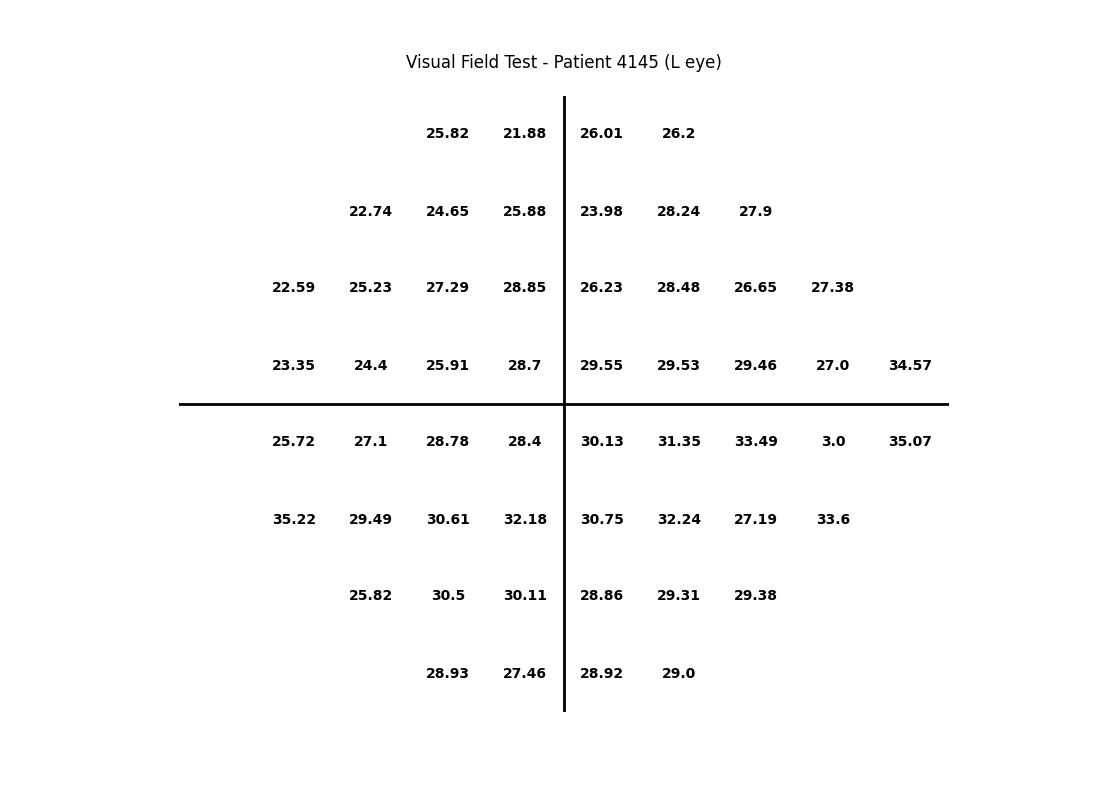 Visual Field Test - Patient 4145 (L eye)
25.82 21.88 26.01 26.2
22.74 24.65 25.88 23.98 28.24 27.9
22.59 25.23 27.29 28.85 26.23 28.48 26.65 27.38
23.35 24.4 25.91 28.7 29.55 29.53 29.46 27.0 34.57
25.72 27.1 28.78 28.4 30.13 31.35 33.49 3.0 35.07
35.22 29.49 30.61 32.18 30.75 32.24 27.19 33.6
25.82 30.5 30.11 28.86 29.31 29.38
28.93 27.46 28.92 29.0